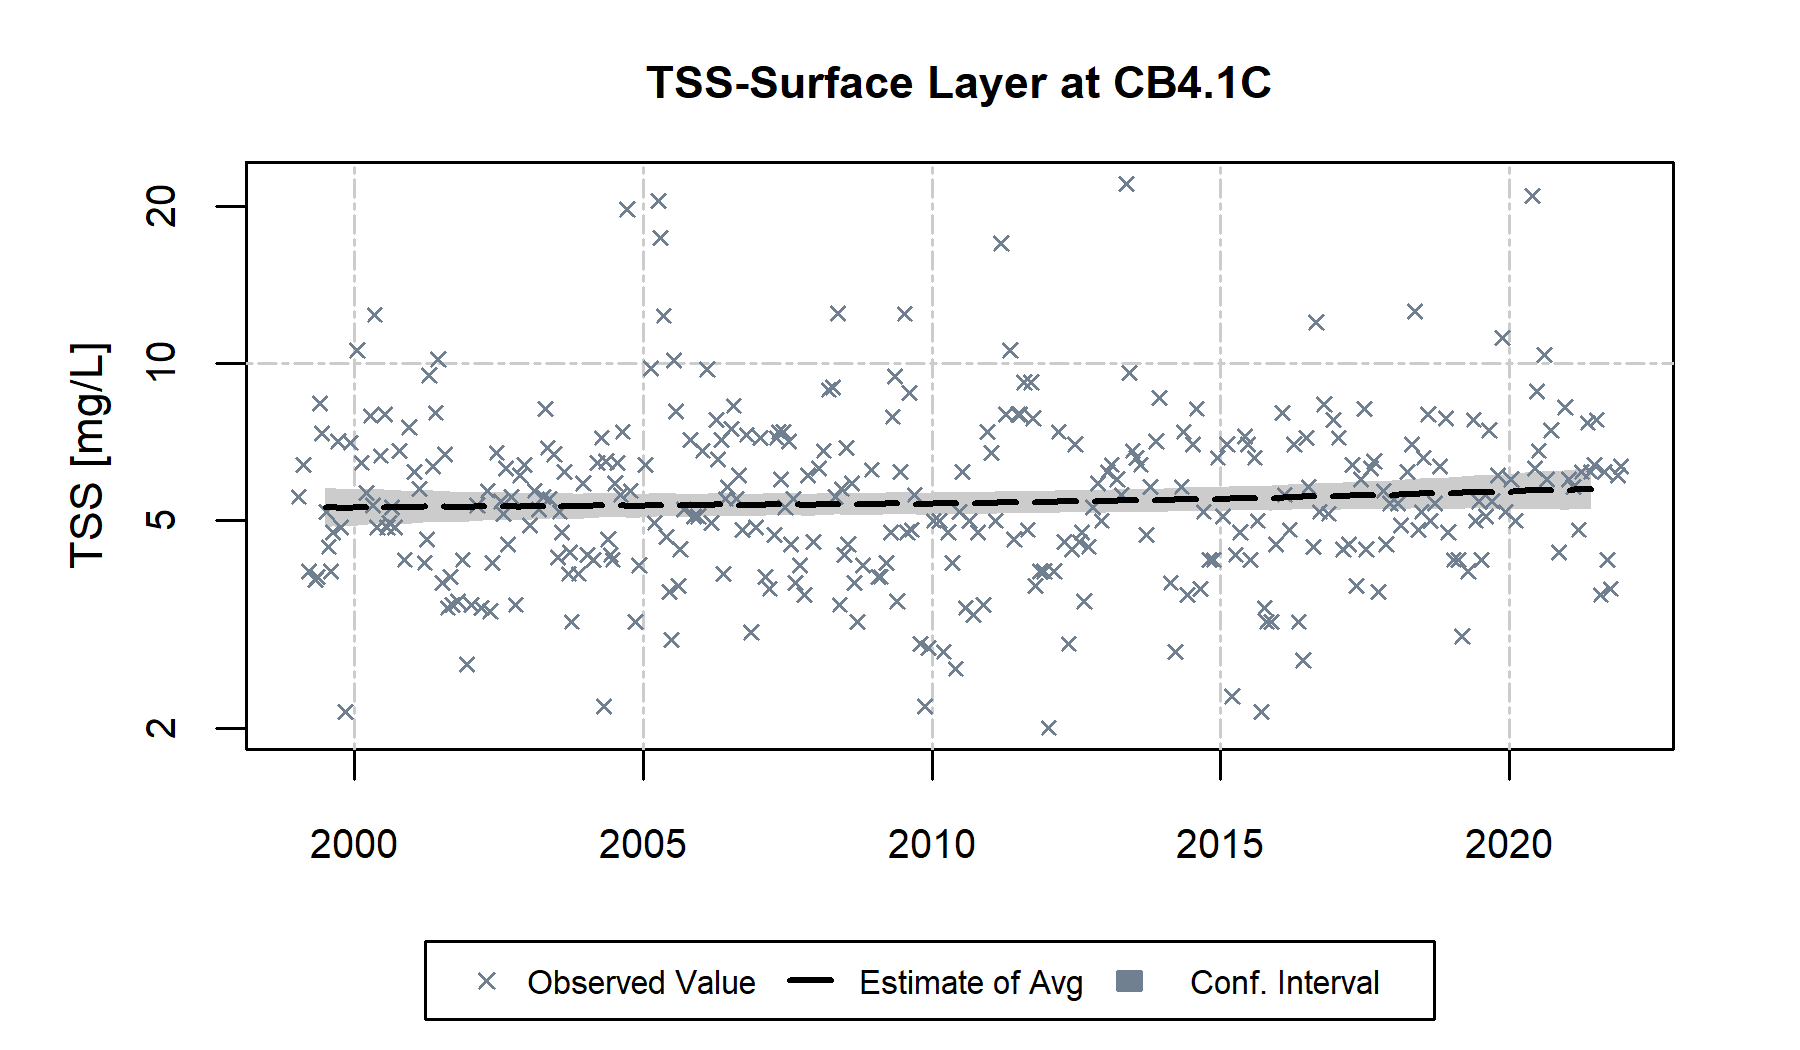 TSS-Surface Layer at CB4.1C
TSS [mg/L]
20
10
5
2
2000 2005 2010 2015 2020
Observed Value Estimate of Avg Conf. Interval